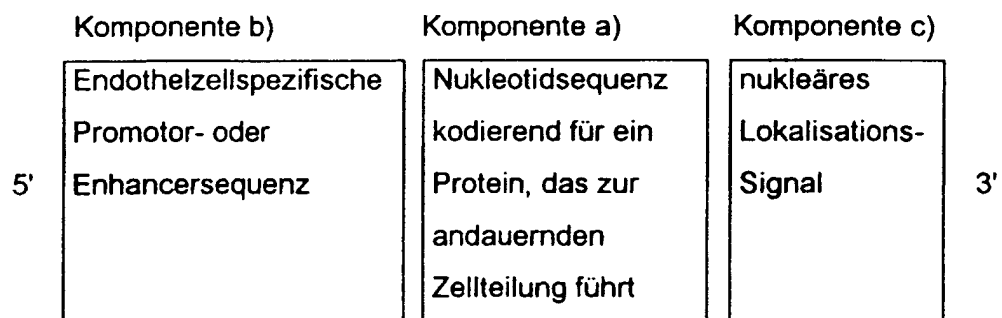 Komponente b) Komponente a) Komponente c)
Endothelzellspezifische Nukleotidsequenz nukleäres
Promotor- oder kodierend für ein Lokalisations-
5' Enhancersequenz Protein, das zur Signal 3'
andauernden
Zellteilung führt